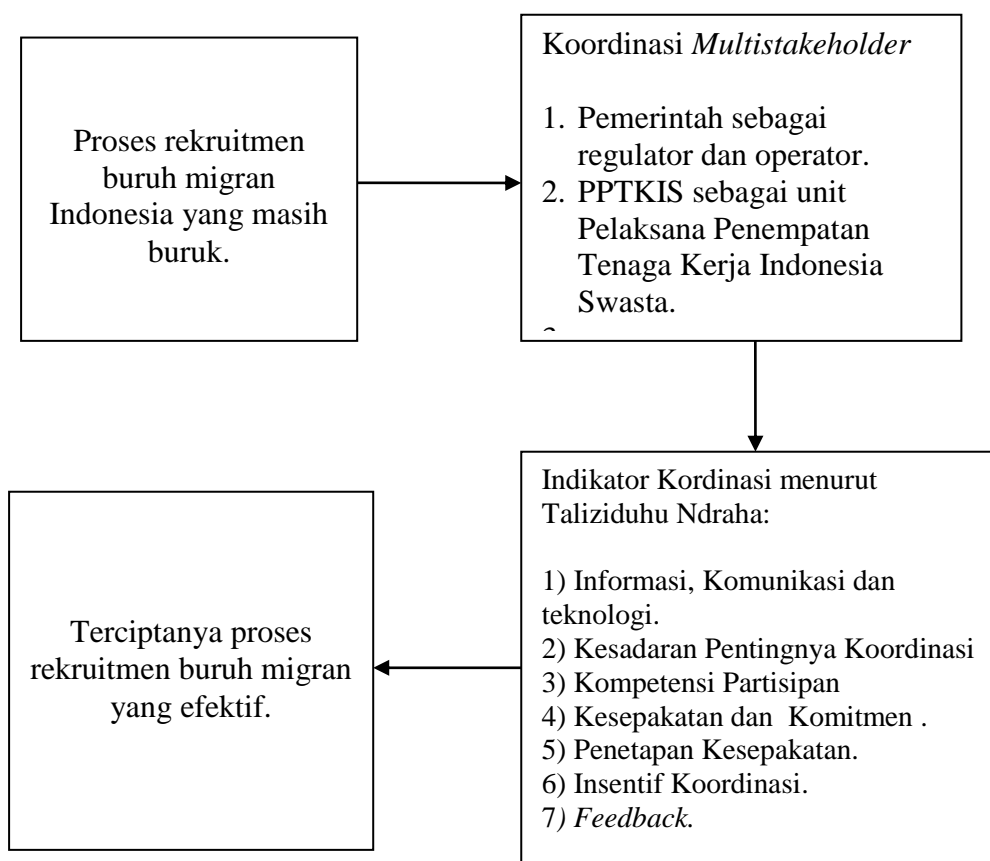 Proses rekruitmen
buruh migran
Indonesia yang masih
buruk.
Koordinasi Multistakeholder
1. Pemerintah sebagai
regulator dan operator.
2. PPTKIS sebagai unit
Pelaksana Penempatan
Tenaga Kerja Indonesia
Swasta.
Indikator Kordinasi menurut
Taliziduhu Ndraha:
1) Informasi, Komunikasi dan
teknologi.
2) Kesadaran Pentingnya Koordinasi
3) Kompetensi Partisipan
4) Kesepakatan dan Komitmen .
5) Penetapan Kesepakatan.
6) Insentif Koordinasi.
7) Feedback.
Terciptanya proses
rekruitmen buruh migran
yang efektif.